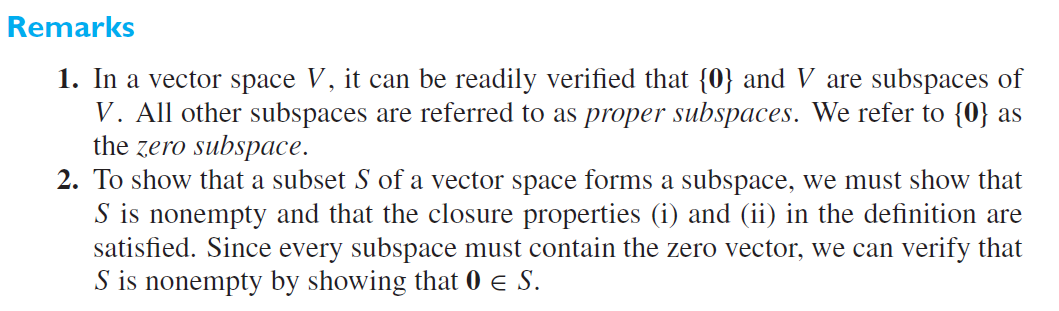 Remarks
1. In a vector space V, it can be readily verified that {0} and V are subspaces of
V. All other subspaces are referred to as proper subspaces. We refer to {0} as
the zero subspace.
2. To show that a subset S of a vector space forms a subspace, we must show that
S is nonempty and that the closure properties (i) and (ii) in the definition are
satisfied. Since every subspace must contain the zero vector, we can verify that
S is nonempty by showing that 0 ∈ S.